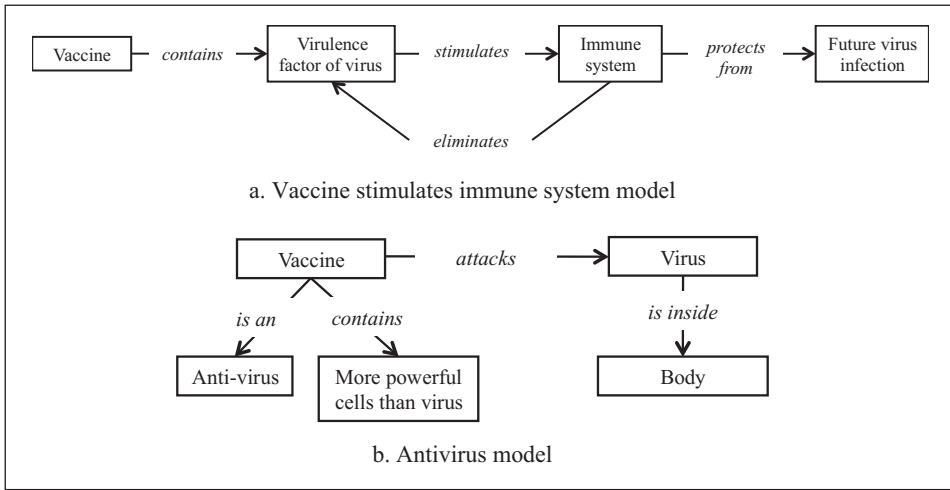 Vaccine
contains
Virulence
factor of virus
stimulates
Immune
system
protects
from
Future virus
infection
eliminates
a. Vaccine stimulates immune system model
Vaccine
attacks
Virus
is an
contains
is inside
Anti-virus
More powerful
cells than virus
Body
b. Antivirus model